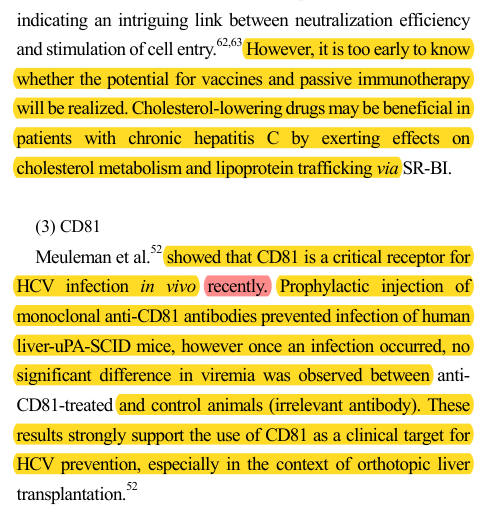 indicating an intriguing link between neutralization efficiency
and stimulation of cell entry.62,63 However, it is too early to know
whether the potential for vaccines and passive immunotherapy
will be realized. Cholesterol-lowering drugs may be beneficial in
patients with chronic hepatitis C by exerting effects on
cholesterol metabolism and lipoprotein trafficking via SR-BI.
(3) CD81
Meuleman et al.52 showed that CD81 is a critical receptor for
HCV infection in vivo recently. Prophylactic injection of
monoclonal anti-CD81 antibodies prevented infection of human
liver-uPA-SCID mice, however once an infection occurred, no
significant difference in viremia was observed between anti-
CD81-treated and control animals (irrelevant antibody). These
results strongly support the use of CD81 as a clinical target for
HCV prevention, especially in the context of orthotopic liver
transplantation.52